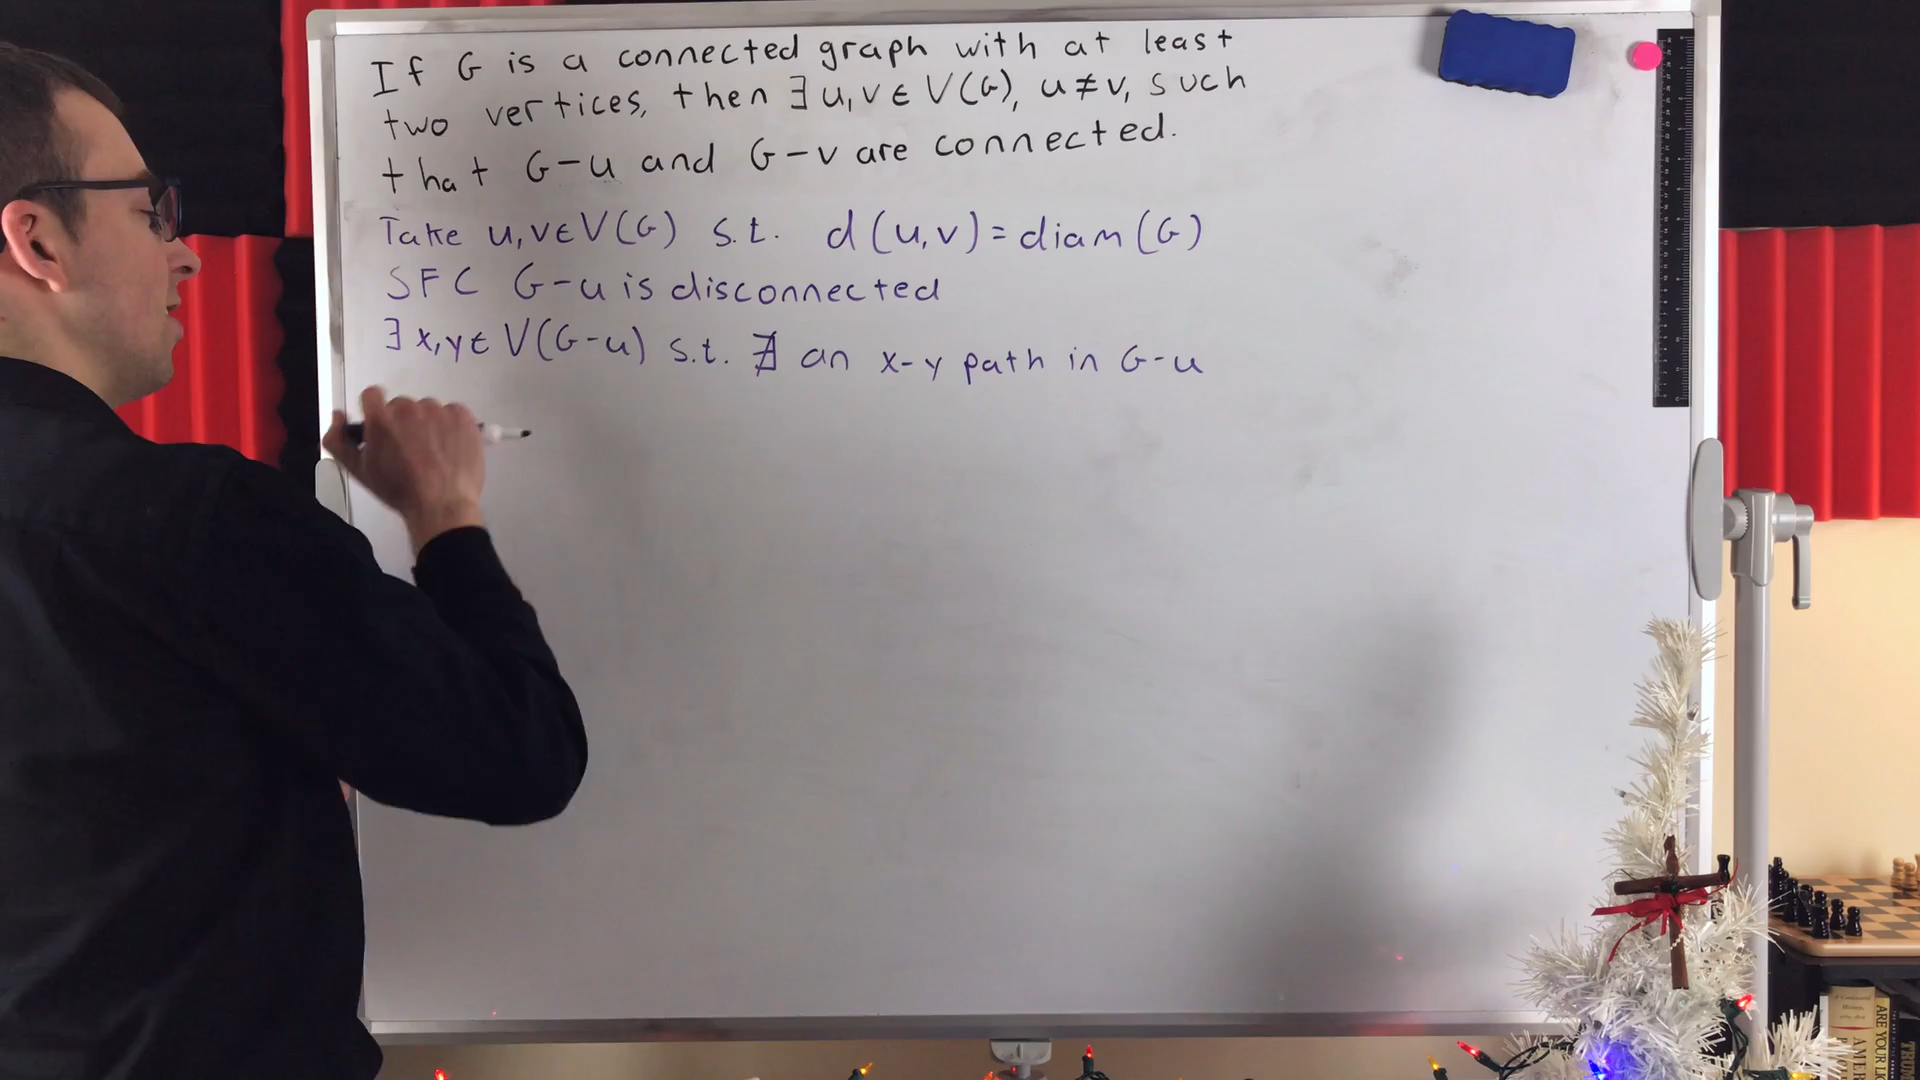 If G is a connected graph with at least
two vertices, then ∃ u,v ∈ V(G), u ≠ v, such
that G-u and G-v are connected.
Take u,v ∈ V(G) s.t. d(u,v) = diam(G)
SFC G-u is disconnected
∃ x,y ∈ V(G-u) s.t. ∄ an x-y path in G-u